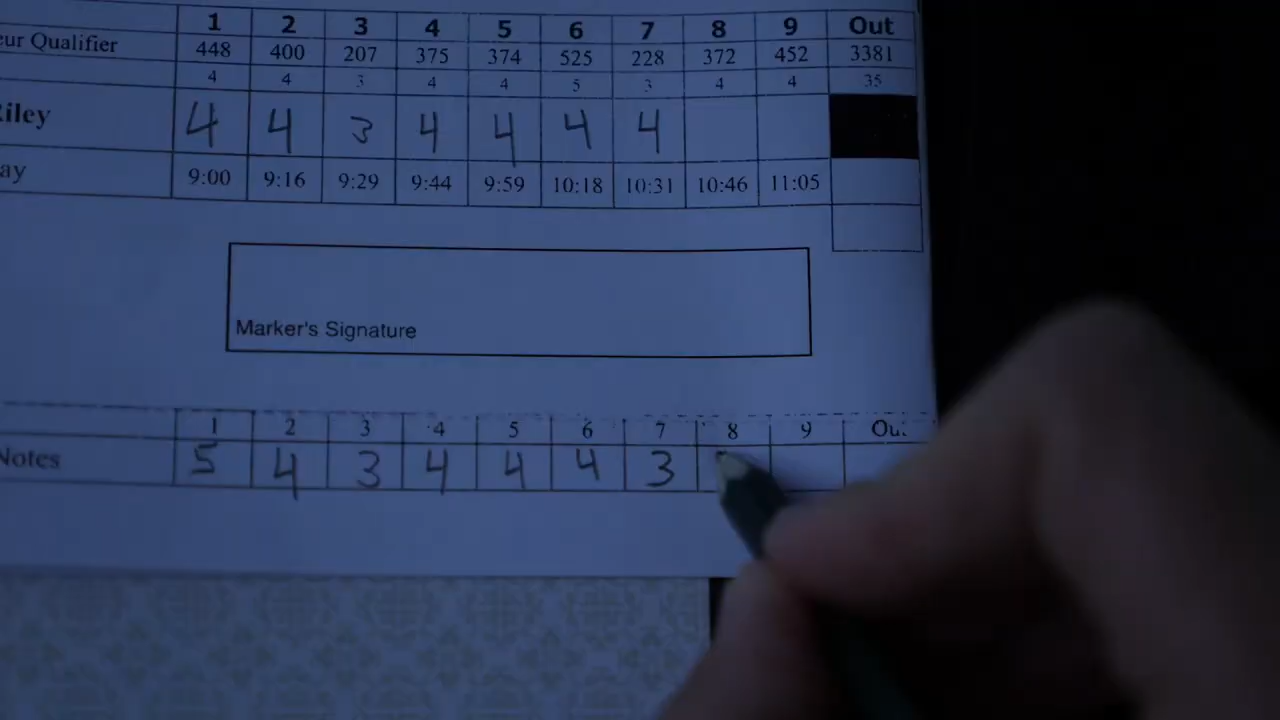 1 2 3 4 5 6 7 8 9 Out
eur Qualifier 448 400 207 375 374 525 228 372 452 3381
4 4 3 4 4 5 3 4 4 35
Riley 4 4 3 4 4 4 4
ay 9:00 9:16 9:29 9:44 9:59 10:18 10:31 10:46 11:05
Marker's Signature
1 2 3 4 5 6 7 8 9 Out
Notes 5 4 3 4 4 4 3